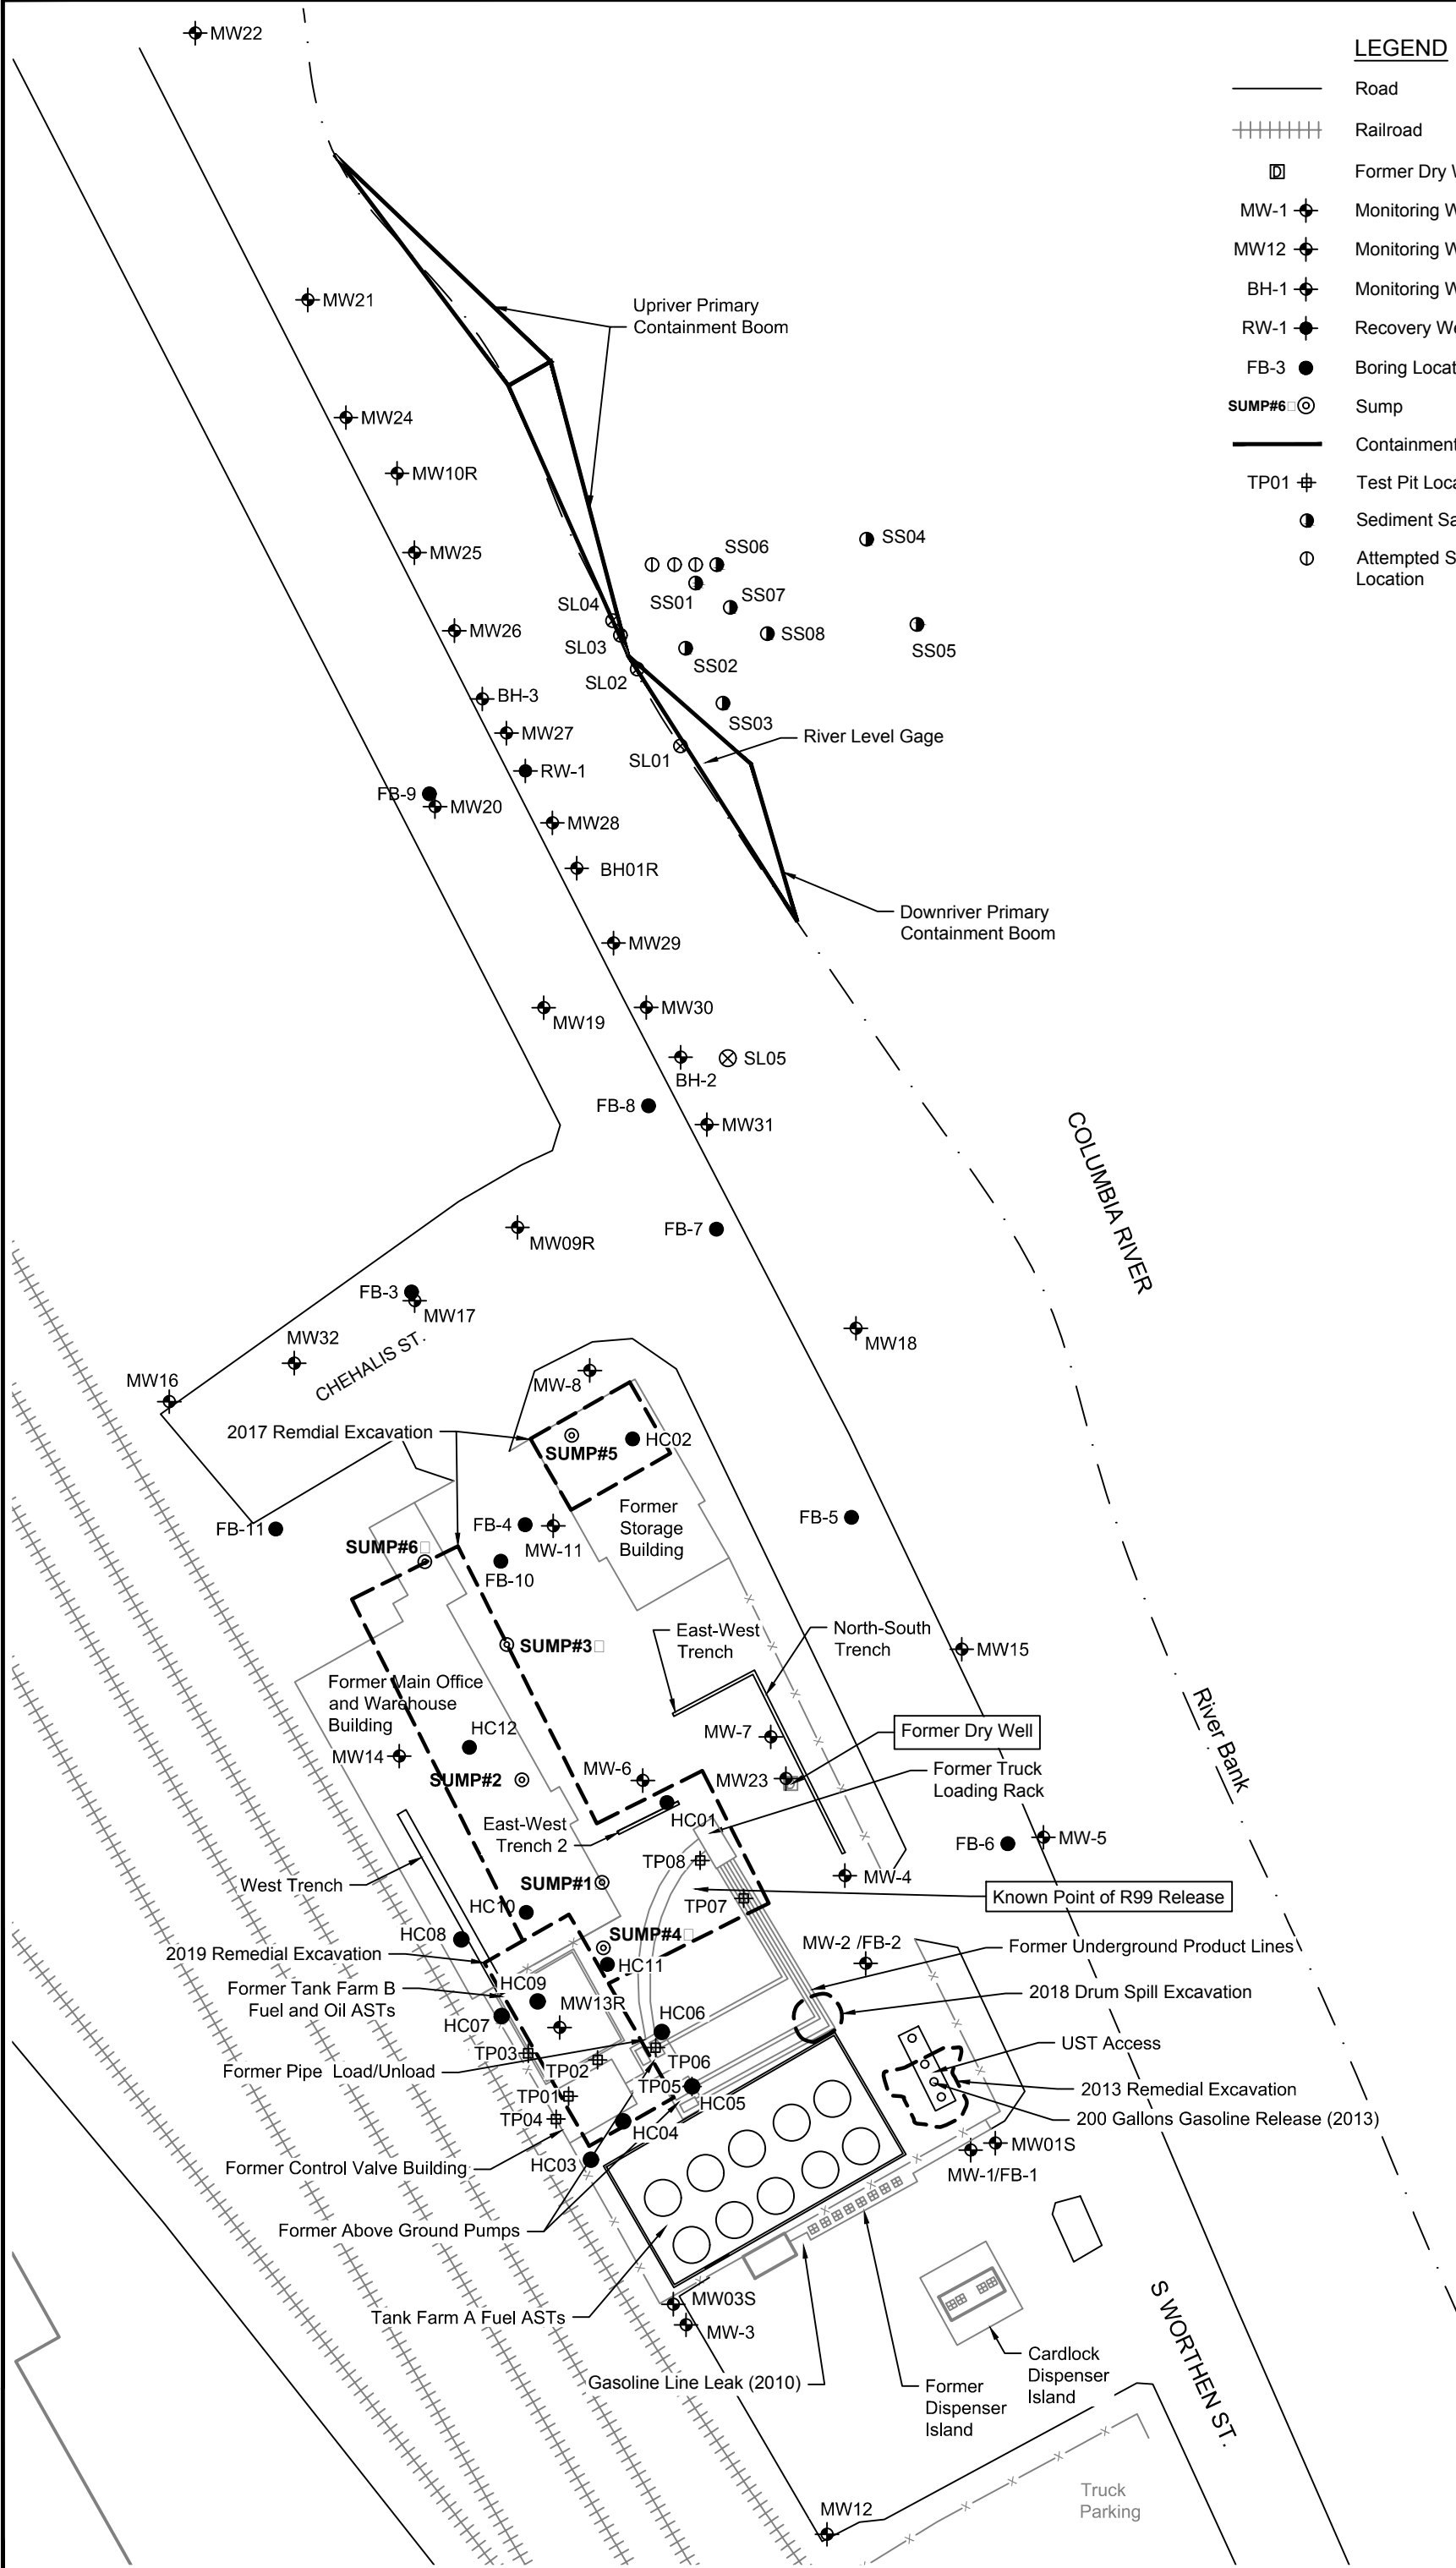 MW22
LEGEND
Road
Railroad
Former Dry
MW-1
Monitoring
MW12
Monitoring
BH-1
Monitoring
RW-1
Recovery
FB-3
Boring
SUMP#6
Sump
Containment
TP01
Test Pit
Sediment
Attempted
Location
MW21
Upriver Primary
Containment Boom
MW24
MW10R
MW25
SS06
SS04
SS01
SS07
SL04
SS08
SL03
SS05
MW26
SS02
SL02
BH-3
SS03
MW27
River Level Gage
SL01
RW-1
FB-9
MW20
MW28
BH01R
Downriver Primary
Containment Boom
MW29
MW19
MW30
BH-2
SL05
FB-8
MW31
COLUMBIA RIVER
FB-7
MW09R
FB-3
MW17
MW18
MW32
CHEHALIS ST.
MW16
MW-8
2017 Remdial Excavation
SUMP#5
HC02
Former
Storage
Building
FB-11
FB-4
MW-11
FB-5
SUMP#6
FB-10
SUMP#3
East-West
Trench
North-South
Trench
MW15
Former Main Office
and Warehouse
Building
HC12
MW14
SUMP#2
MW-7
Former Dry Well
River Bank
MW-6
MW23
Former Truck
Loading Rack
HC01
East-West
Trench 2
FB-6
MW-5
TP08
West Trench
SUMP#1
MW-4
Known Point of R99 Release
TP07
HC10
HC08
SUMP#4
MW-2 /FB-2
Former Underground Product Lines
2019 Remedial Excavation
HC11
Former Tank Farm B
Fuel and Oil ASTs
HC09
2018 Drum Spill Excavation
MW13R
HC07
HC06
UST Access
TP03
TP02
TP06
Former Pipe Load/Unload
TP05
2013 Remedial Excavation
TP01
HC05
200 Gallons Gasoline Release (2013)
TP04
HC04
MW01S
HC03
Former Control Valve Building
MW-1/FB-1
Former Above Ground Pumps
MW03S
Tank Farm A Fuel ASTs
MW-3
S WORTHEN ST.
Cardlock
Dispenser
Island
Gasoline Line Leak (2010)
Former
Dispenser
Island
Truck
Parking
MW12